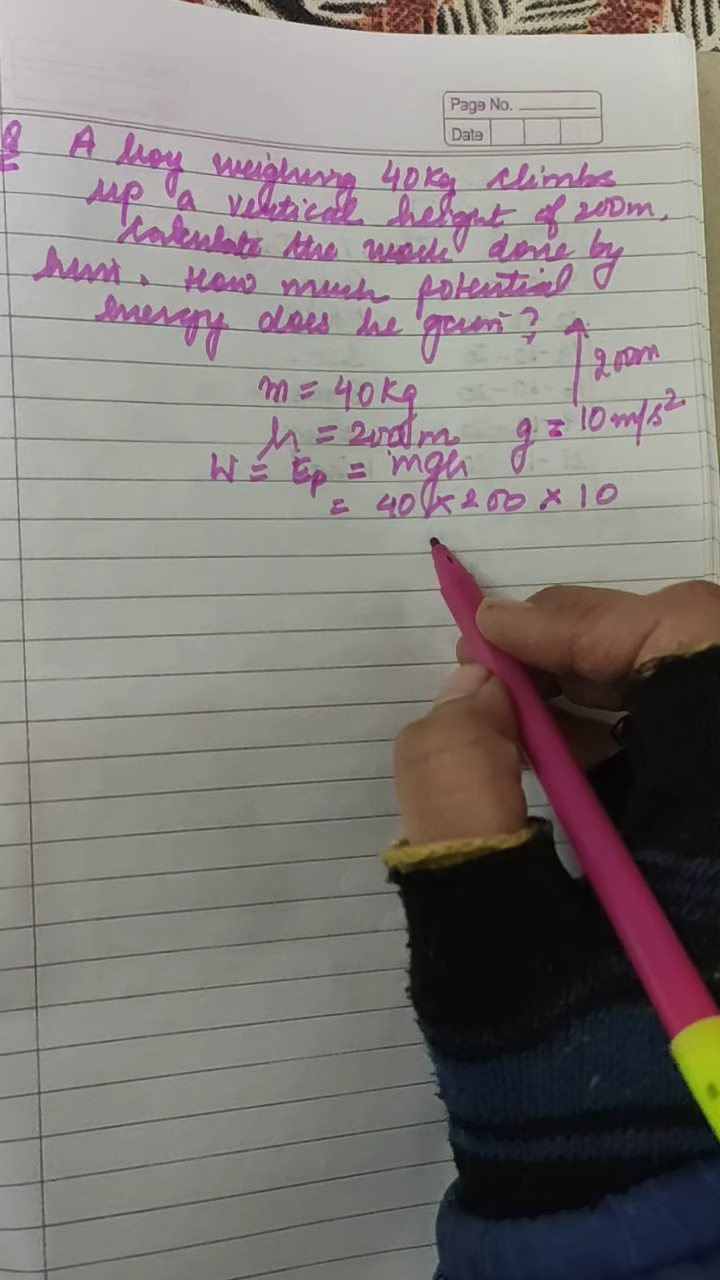 Page No.
Date
Q A boy weighing 40Kg climbs
up a vertical height of 200m.
Calculate the work done by
him. How much potential
energy does he gain?
200m
m = 40Kg
h = 200m g = 10 m/s²
W = Ep = mgh
= 40 × 200 × 10